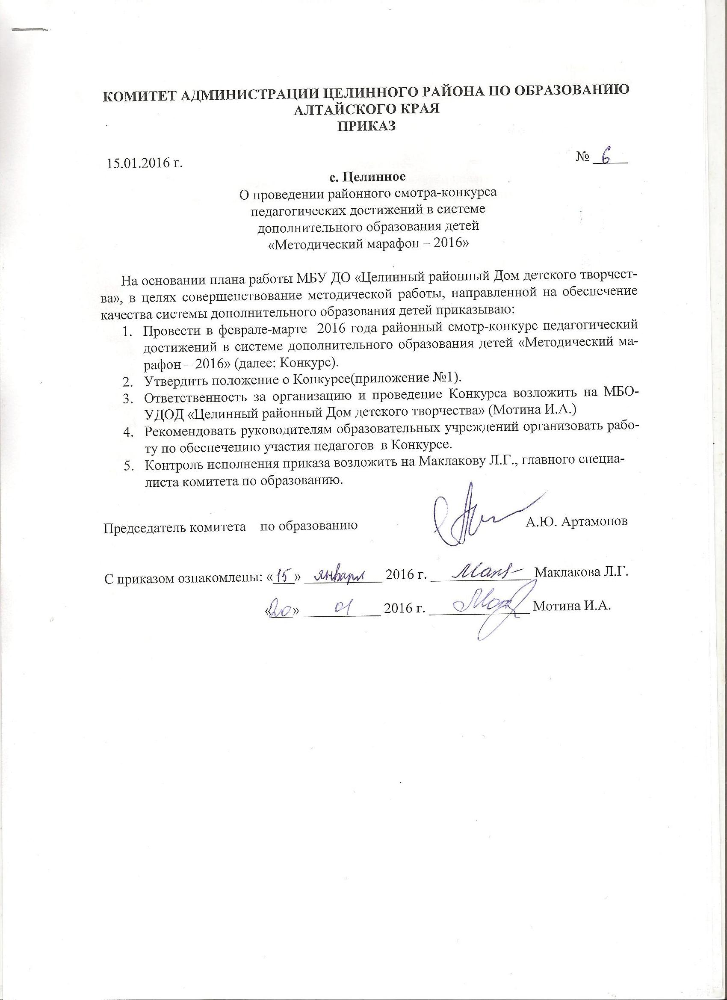 КОМИТЕТ АДМИНИСТРАЦИИ ЦЕЛИННОГО РАЙОНА ПО ОБРАЗОВАНИЮ
АЛТАЙСКОГО КРАЯ
ПРИКАЗ
15.01.2016 г. № 6
с. Целинное
О проведении районного смотра-конкурса
педагогических достижений в системе
дополнительного образования детей
«Методический марафон – 2016»
На основании плана работы МБУ ДО «Целинный районный Дом детского творчест-
ва», в целях совершенствование методической работы, направленной на обеспечение
качества системы дополнительного образования детей приказываю:
1. Провести в феврале-марте 2016 года районный смотр-конкурс педагогический
достижений в системе дополнительного образования детей «Методический ма-
рафон – 2016» (далее: Конкурс).
2. Утвердить положение о Конкурсе(приложение №1).
3. Ответственность за организацию и проведение Конкурса возложить на МБО-
УДОД «Целинный районный Дом детского творчества» (Мотина И.А.)
4. Рекомендовать руководителям образовательных учреждений организовать рабо-
ту по обеспечению участия педагогов в Конкурсе.
5. Контроль исполнения приказа возложить на Маклакову Л.Г., главного специа-
листа комитета по образованию.
Председатель комитета по образованию А.Ю. Артамонов
С приказом ознакомлены: «15» января 2016 г. Маклакова Л.Г.
«20» 01 2016 г. Мотина И.А.